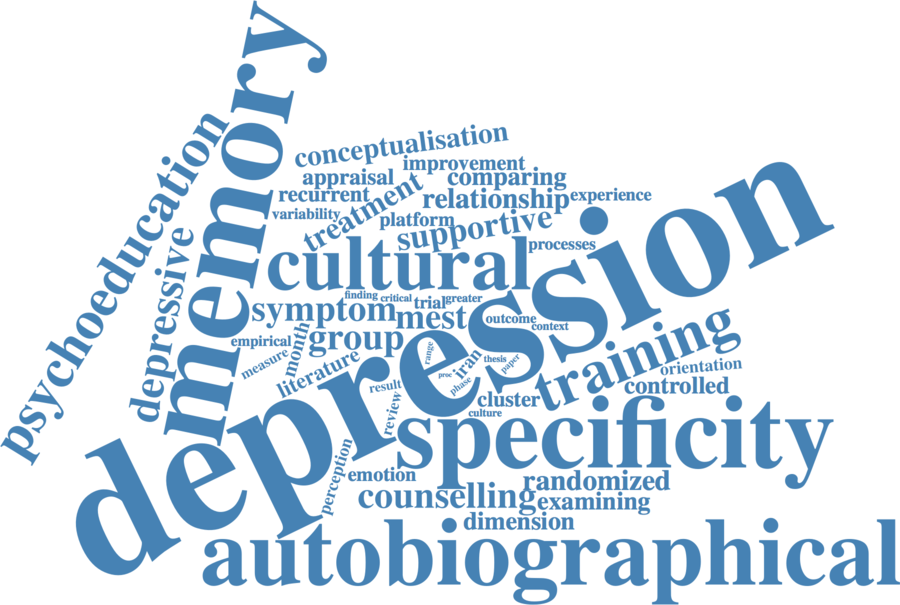 memory
psychoeducation
conceptualisation
improvement
appraisal
comparing
recurrent
treatment
relationship
experience
variability
platform
supportive
processes
depressive
cultural
depression
finding
critical
trial
greater
symptom
mest
outcome
context
empirical
month
group
training
measure
literature
range
iran
thesis
paper
orientation
proc
phase
result
controlled
cluster
review
culture
specificity
perception
emotion
randomized
counselling
examining
dimension
autobiographical